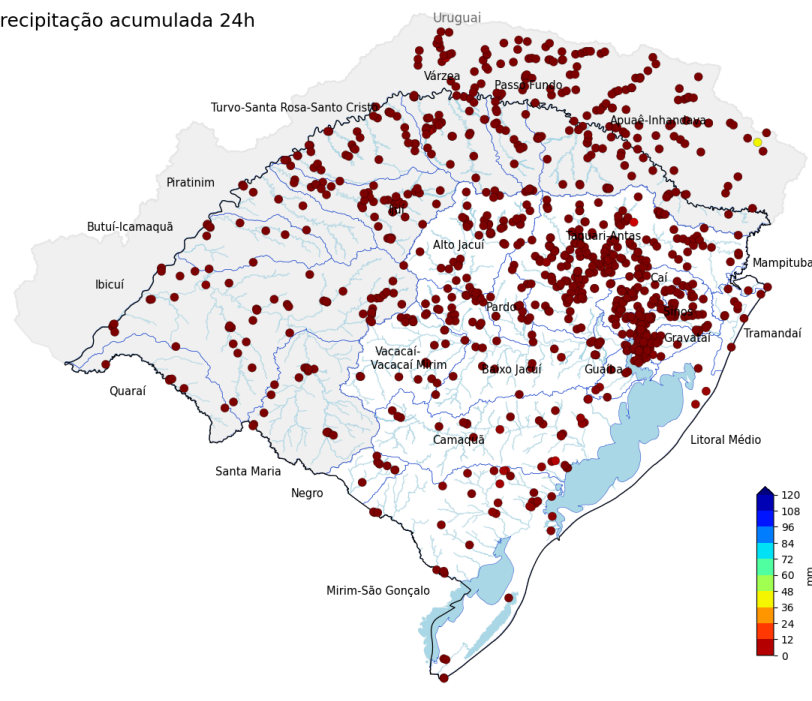 recipitação acumulada 24h
Uruguai
Várzea
Passo Fundo
Turvo-Santa Rosa-Santo Cristo
Apuaê-Inhandava
Piratinim
Ijuí
Butuí-Icamaquã
Taquari-Antas
Alto Jacuí
Mampituba
Ibicuí
Caí
Pardo
Sinos
Tramandaí
Gravataí
Vacacaí-
Vacacaí Mirim
Baixo Jacuí
Guaíba
Quaraí
Camaquã
Litoral Médio
Santa Maria
Negro
Mirim-São Gonçalo
120
108
96
84
72
60
48
36
24
12
0
mm